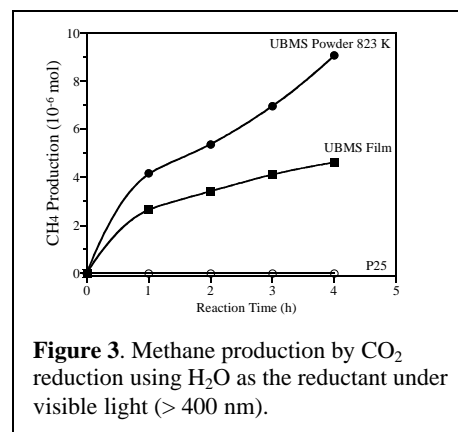 10
UBMS Powder 823 K
8
6
UBMS Film
4
2
P25
0
0 1 2 3 4 5
CH4 Production (10⁻⁶ mol)
Reaction Time (h)
Figure 3. Methane production by CO₂
reduction using H₂O as the reductant under
visible light (> 400 nm).